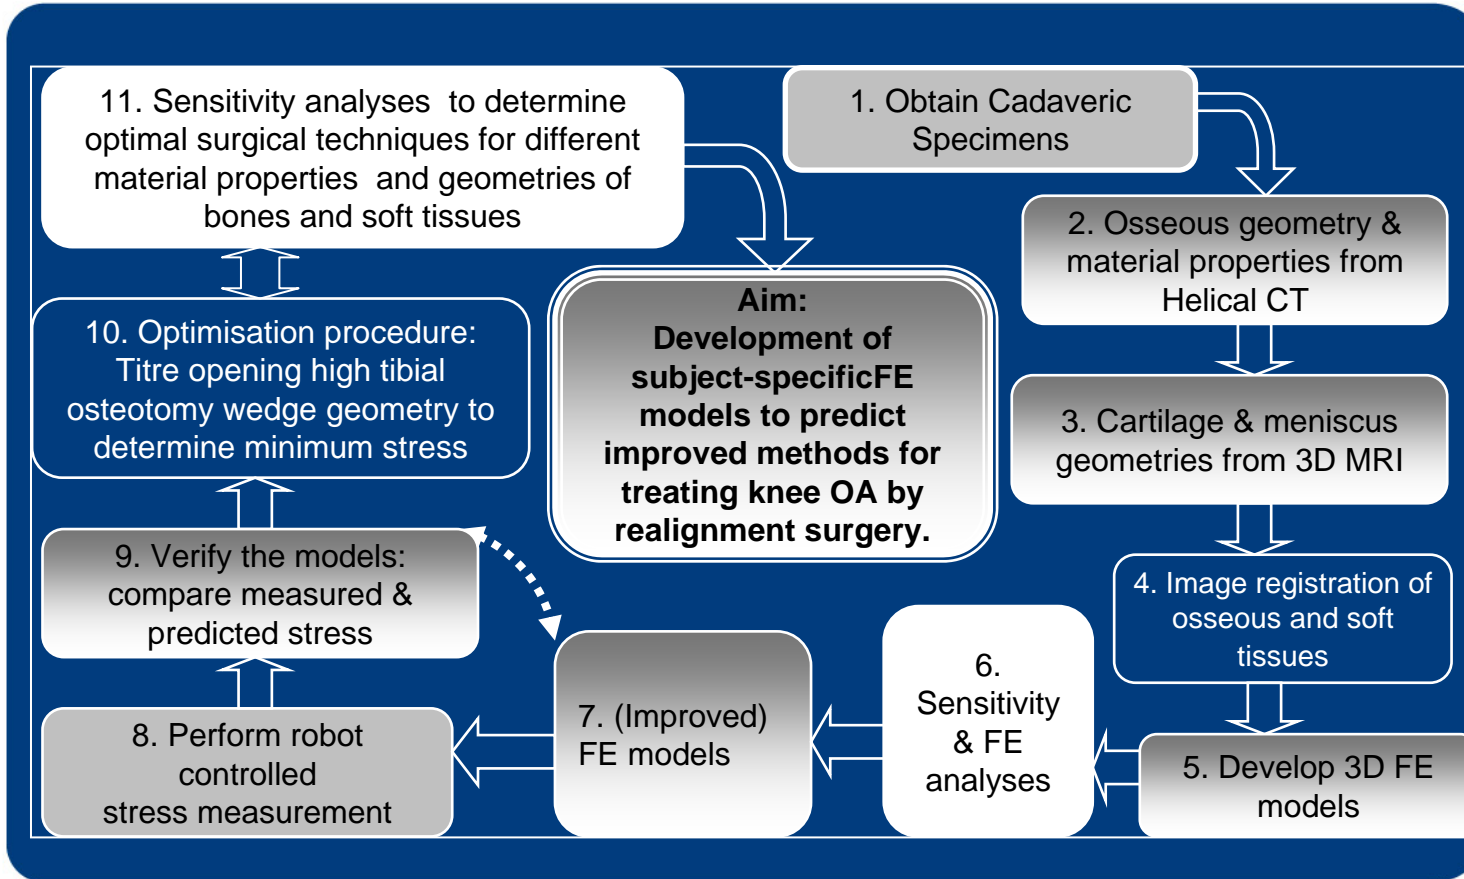 11. Sensitivity analyses to determine
optimal surgical techniques for different
material properties and geometries of
bones and soft tissues
1. Obtain Cadaveric
Specimens
2. Osseous geometry &
material properties from
Helical CT
3. Cartilage & meniscus
geometries from 3D MRI
4. Image registration of
osseous and soft
tissues
5. Develop 3D FE
models
6.
Sensitivity
& FE
analyses
7. (Improved)
FE models
8. Perform robot
controlled
stress measurement
9. Verify the models:
compare measured &
predicted stress
10. Optimisation procedure:
Titre opening high tibial
osteotomy wedge geometry to
determine minimum stress
Aim:
Development of
subject-specificFE
models to predict
improved methods for
treating knee OA by
realignment surgery.